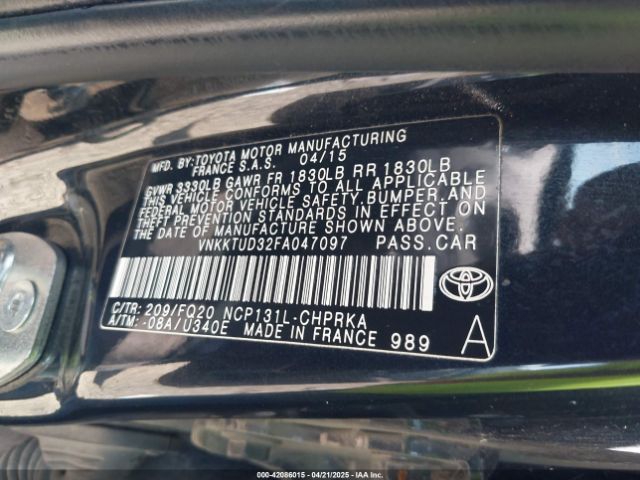 MFD. BY: TOYOTA MOTOR MANUFACTURING
FRANCE S.A.S. 04/15
GVWR 3330LB GAWR FR 1830LB RR 1830LB
THIS VEHICLE CONFORMS TO ALL APPLICABLE
FEDERAL MOTOR VEHICLE SAFETY, BUMPER, AND
THEFT PREVENTION STANDARDS IN EFFECT ON
THE DATE OF MANUFACTURE SHOWN ABOVE.
VNKKTUD32FA047097 PASS.CAR
TOYOTA
C/TR: 209/FQ20 NCP131L-CHPRKA
A/TM: -08A/U340E MADE IN FRANCE 989
A
000-42086015 | 04/21/2025 - COPART